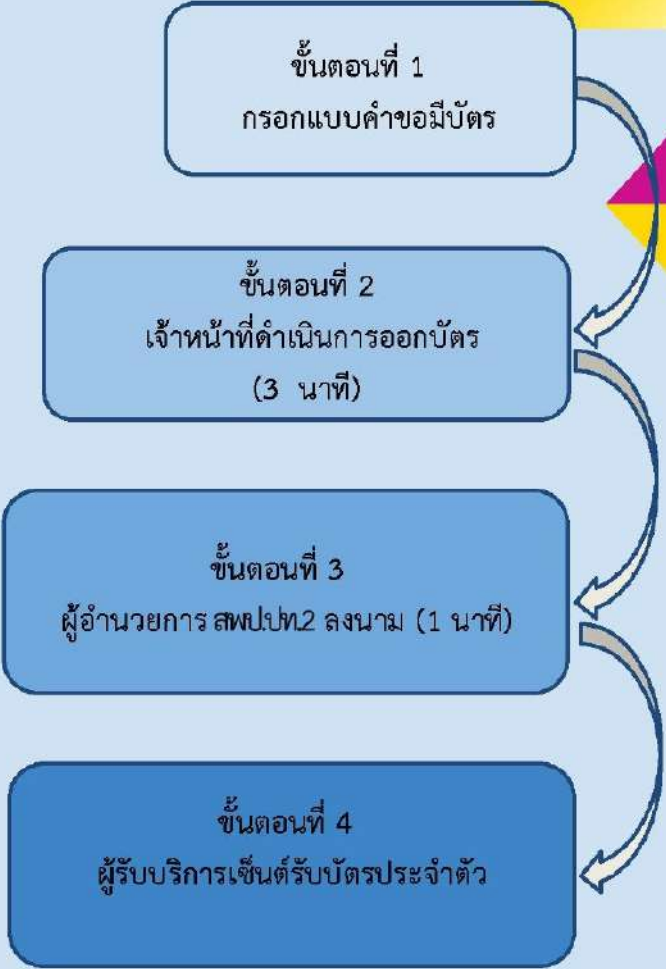 ขั้นตอนที่ 1
กรอกแบบคำขอมีบัตร
ขั้นตอนที่ 2
เจ้าหน้าที่ดำเนินการออกบัตร
(3 นาที)
ขั้นตอนที่ 3
ผู้อำนวยการ สพป.ปท.2 ลงนาม (1 นาที)
ขั้นตอนที่ 4
ผู้รับบริการเซ็นต์รับบัตรประจำตัว